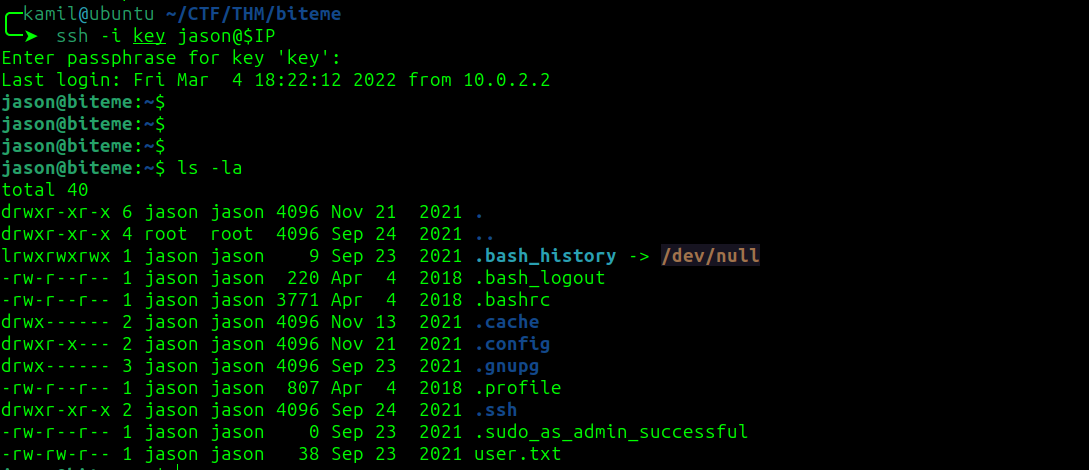 kamil@ubuntu ~/CTF/THM/biteme
ssh -i key jason@$IP
Enter passphrase for key 'key':
Last login: Fri Mar  4 18:22:12 2022 from 10.0.2.2
jason@biteme:~$
jason@biteme:~$
jason@biteme:~$
jason@biteme:~$ ls -la
total 40
drwxr-xr-x 6 jason jason 4096 Nov 21  2021 .
drwxr-xr-x 4 root  root  4096 Sep 24  2021 ..
lrwxrwxrwx 1 jason jason    9 Sep 23  2021 .bash_history -> /dev/null
-rw-r--r-- 1 jason jason  220 Apr  4  2018 .bash_logout
-rw-r--r-- 1 jason jason 3771 Apr  4  2018 .bashrc
drwx------ 2 jason jason 4096 Nov 13  2021 .cache
drwxr-x--- 2 jason jason 4096 Nov 21  2021 .config
drwx------ 3 jason jason 4096 Sep 23  2021 .gnupg
-rw-r--r-- 1 jason jason  807 Apr  4  2018 .profile
drwxr-xr-x 2 jason jason 4096 Sep 24  2021 .ssh
-rw-r--r-- 1 jason jason    0 Sep 23  2021 .sudo_as_admin_successful
-rw-rw-r-- 1 jason jason   38 Sep 23  2021 user.txt